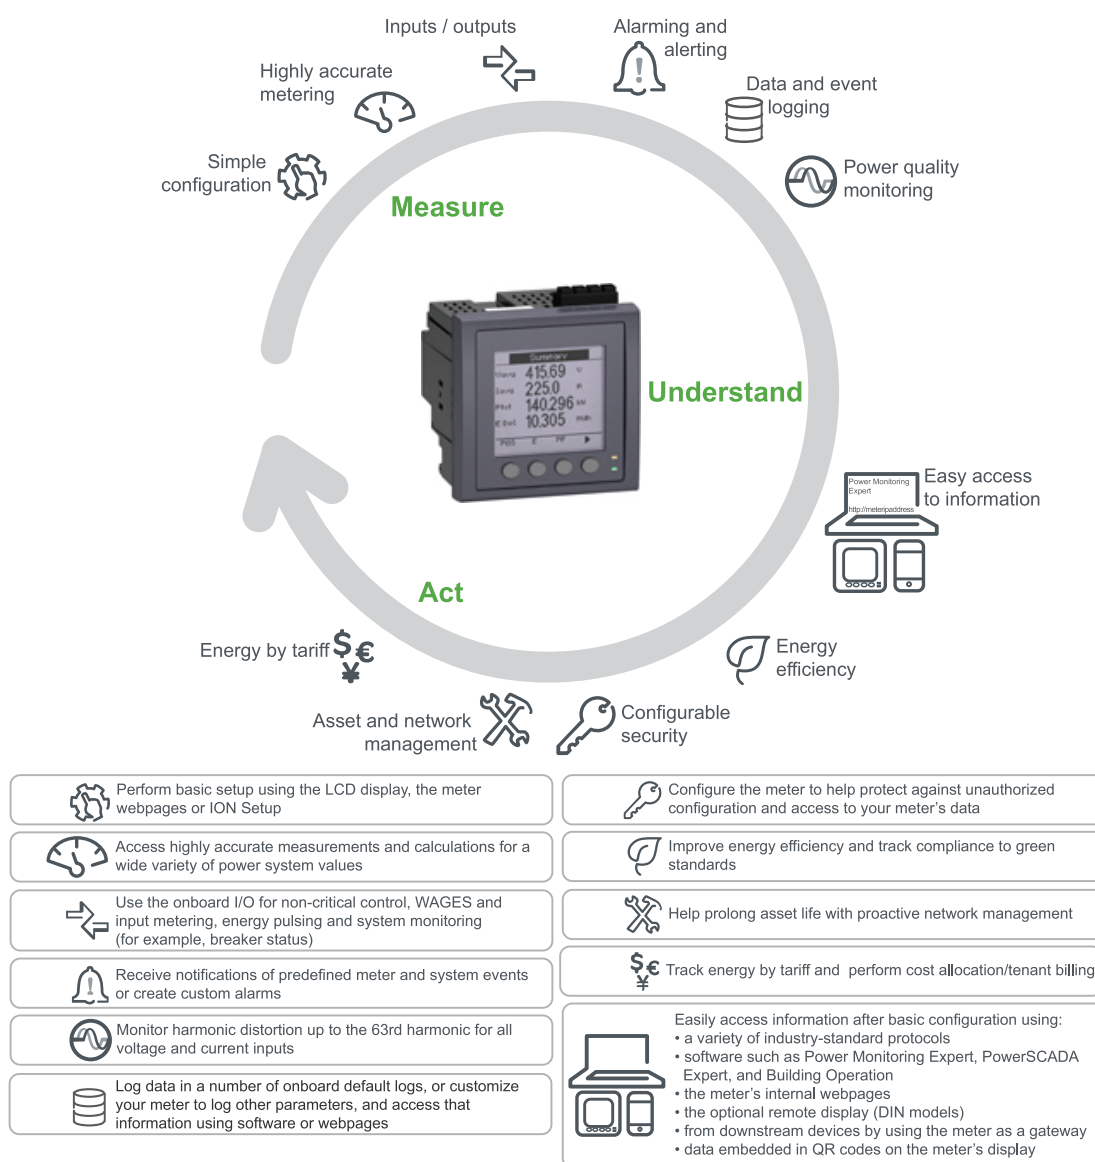 Inputs / outputs
Alarming and
alerting
Highly accurate
metering
Data and event
logging
Simple
configuration
Power quality
monitoring
Measure
Summary
Vavg 415.69 V
Iavg 225.0 A
Ptot 140.296 kW
E Del 10.305 MWh
E
PF
Understand
Power Monitoring
Expert
http://meteripaddress
Easy access
to information
Act
Energy by tariff
Energy
efficiency
Asset and network
management
Configurable
security
Perform basic setup using the LCD display, the meter
webpages or ION Setup
Access highly accurate measurements and calculations for a
wide variety of power system values
Use the onboard I/O for non-critical control, WAGES and
input metering, energy pulsing and system monitoring
(for example, breaker status)
Receive notifications of predefined meter and system events
or create custom alarms
Monitor harmonic distortion up to the 63rd harmonic for all
voltage and current inputs
Log data in a number of onboard default logs, or customize
your meter to log other parameters, and access that
information using software or webpages
Configure the meter to help protect against unauthorized
configuration and access to your meter's data
Improve energy efficiency and track compliance to green
standards
Help prolong asset life with proactive network management
Track energy by tariff and perform cost allocation/tenant billing
Easily access information after basic configuration using:
• a variety of industry-standard protocols
• software such as Power Monitoring Expert, PowerSCADA
Expert, and Building Operation
• the meter's internal webpages
• the optional remote display (DIN models)
• from downstream devices by using the meter as a gateway
• data embedded in QR codes on the meter's display